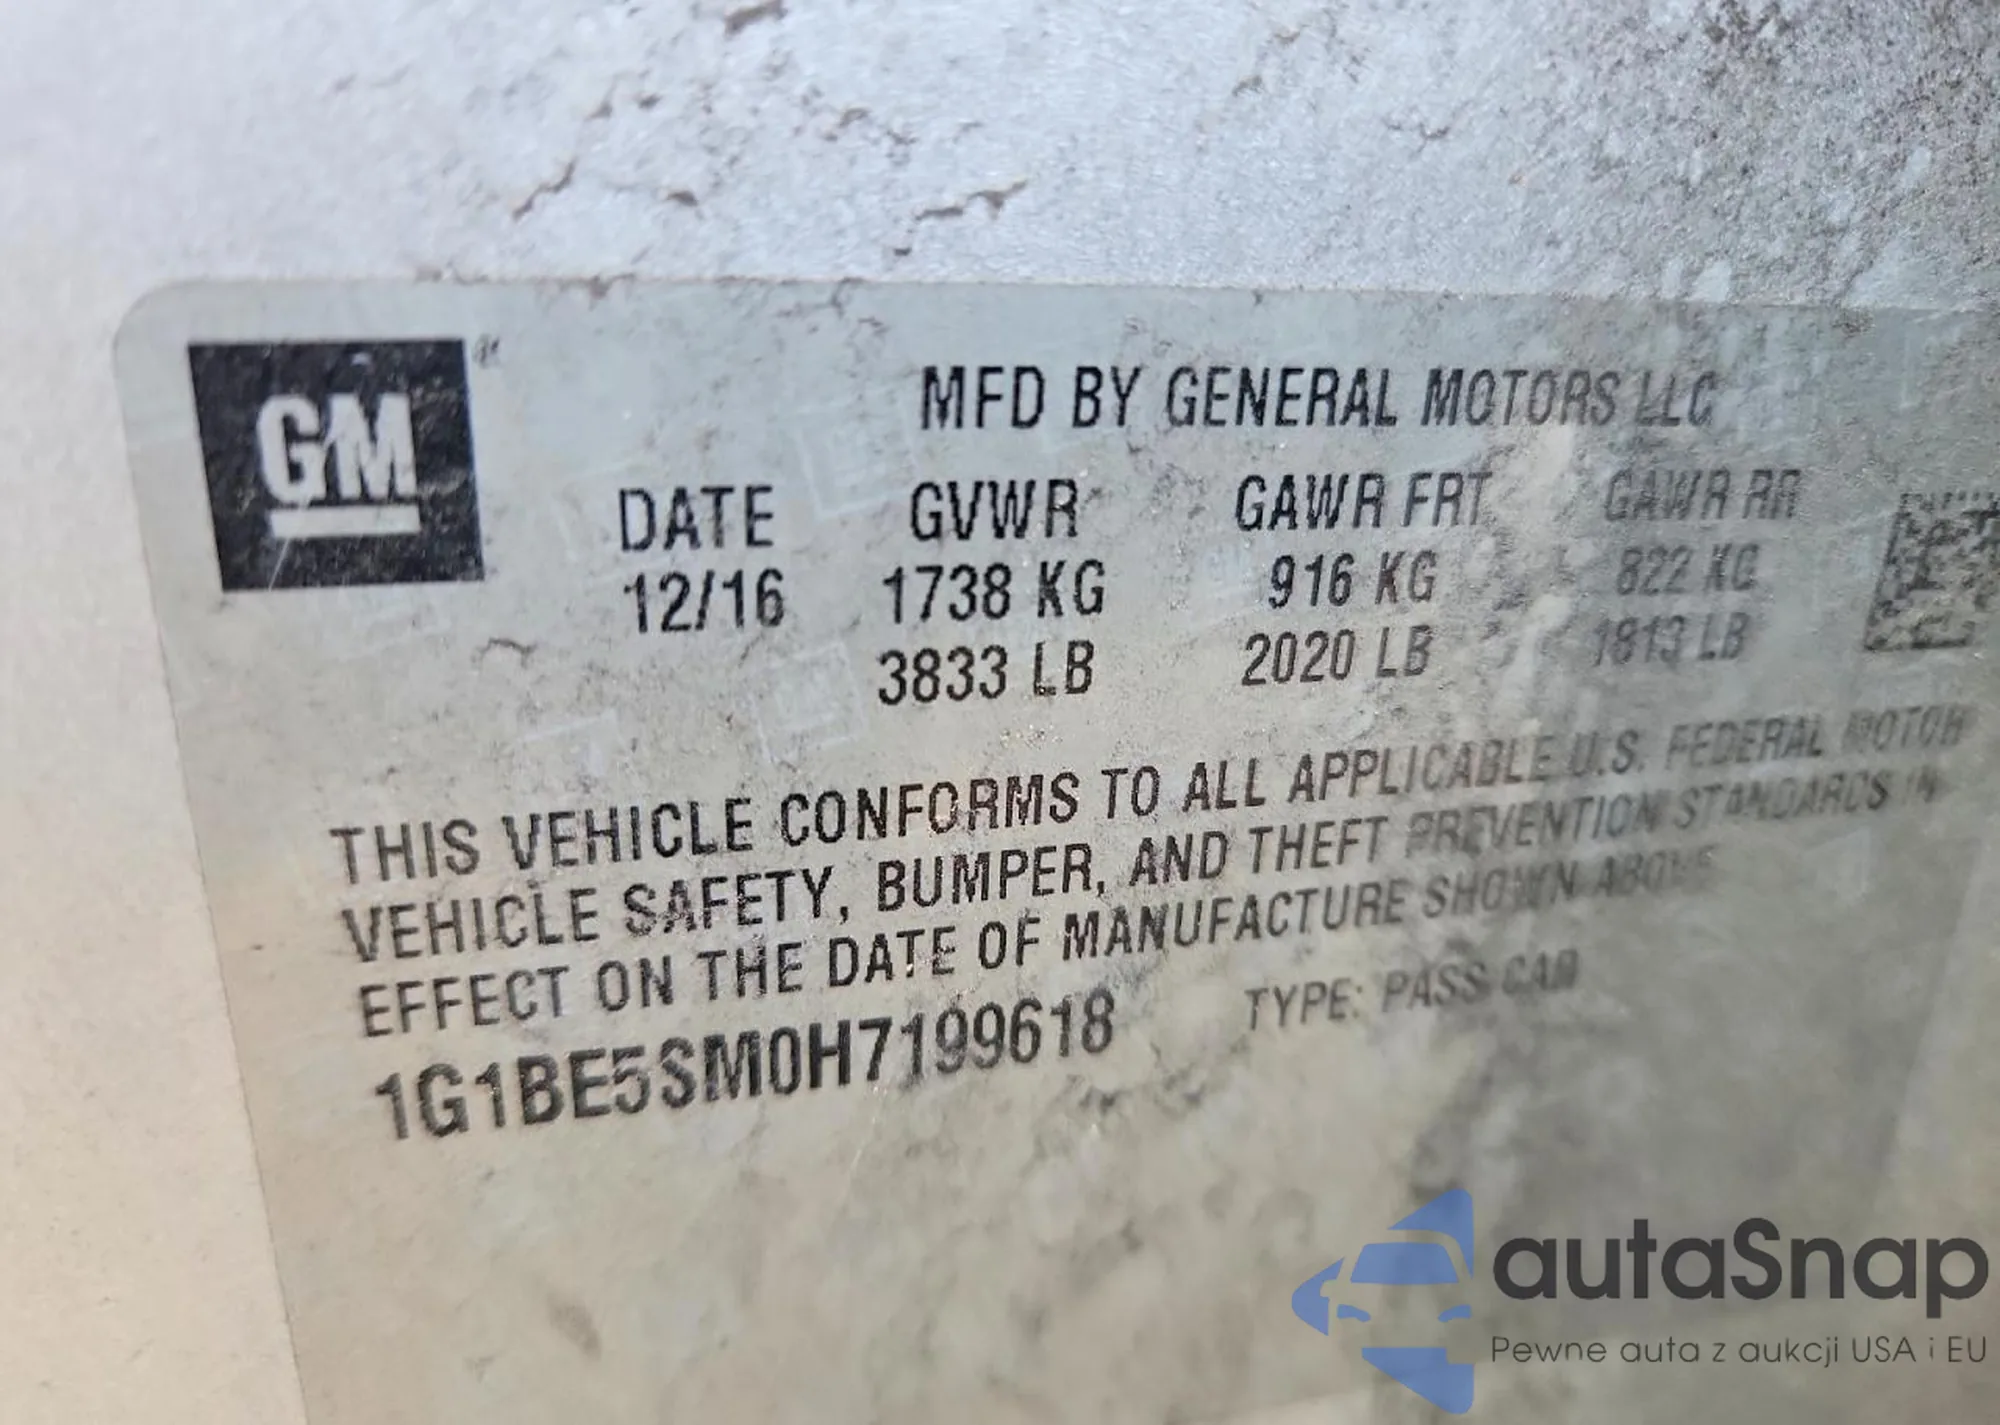 GM
MFD BY GENERAL MOTORS LLC
DATE GVWR GAWR FRT GAWR RR
12/16 1738 KG 916 KG 822 KG
3833 LB 2020 LB 1813 LB
THIS VEHICLE CONFORMS TO ALL APPLICABLE U.S. FEDERAL MOTOR
VEHICLE SAFETY, BUMPER, AND THEFT PREVENTION STANDARDS IN
EFFECT ON THE DATE OF MANUFACTURE SHOWN ABOVE
1G1BE5SM0H7199618 TYPE: PASS CAR
autaSnap
Pewne auta z aukcji USA i EU